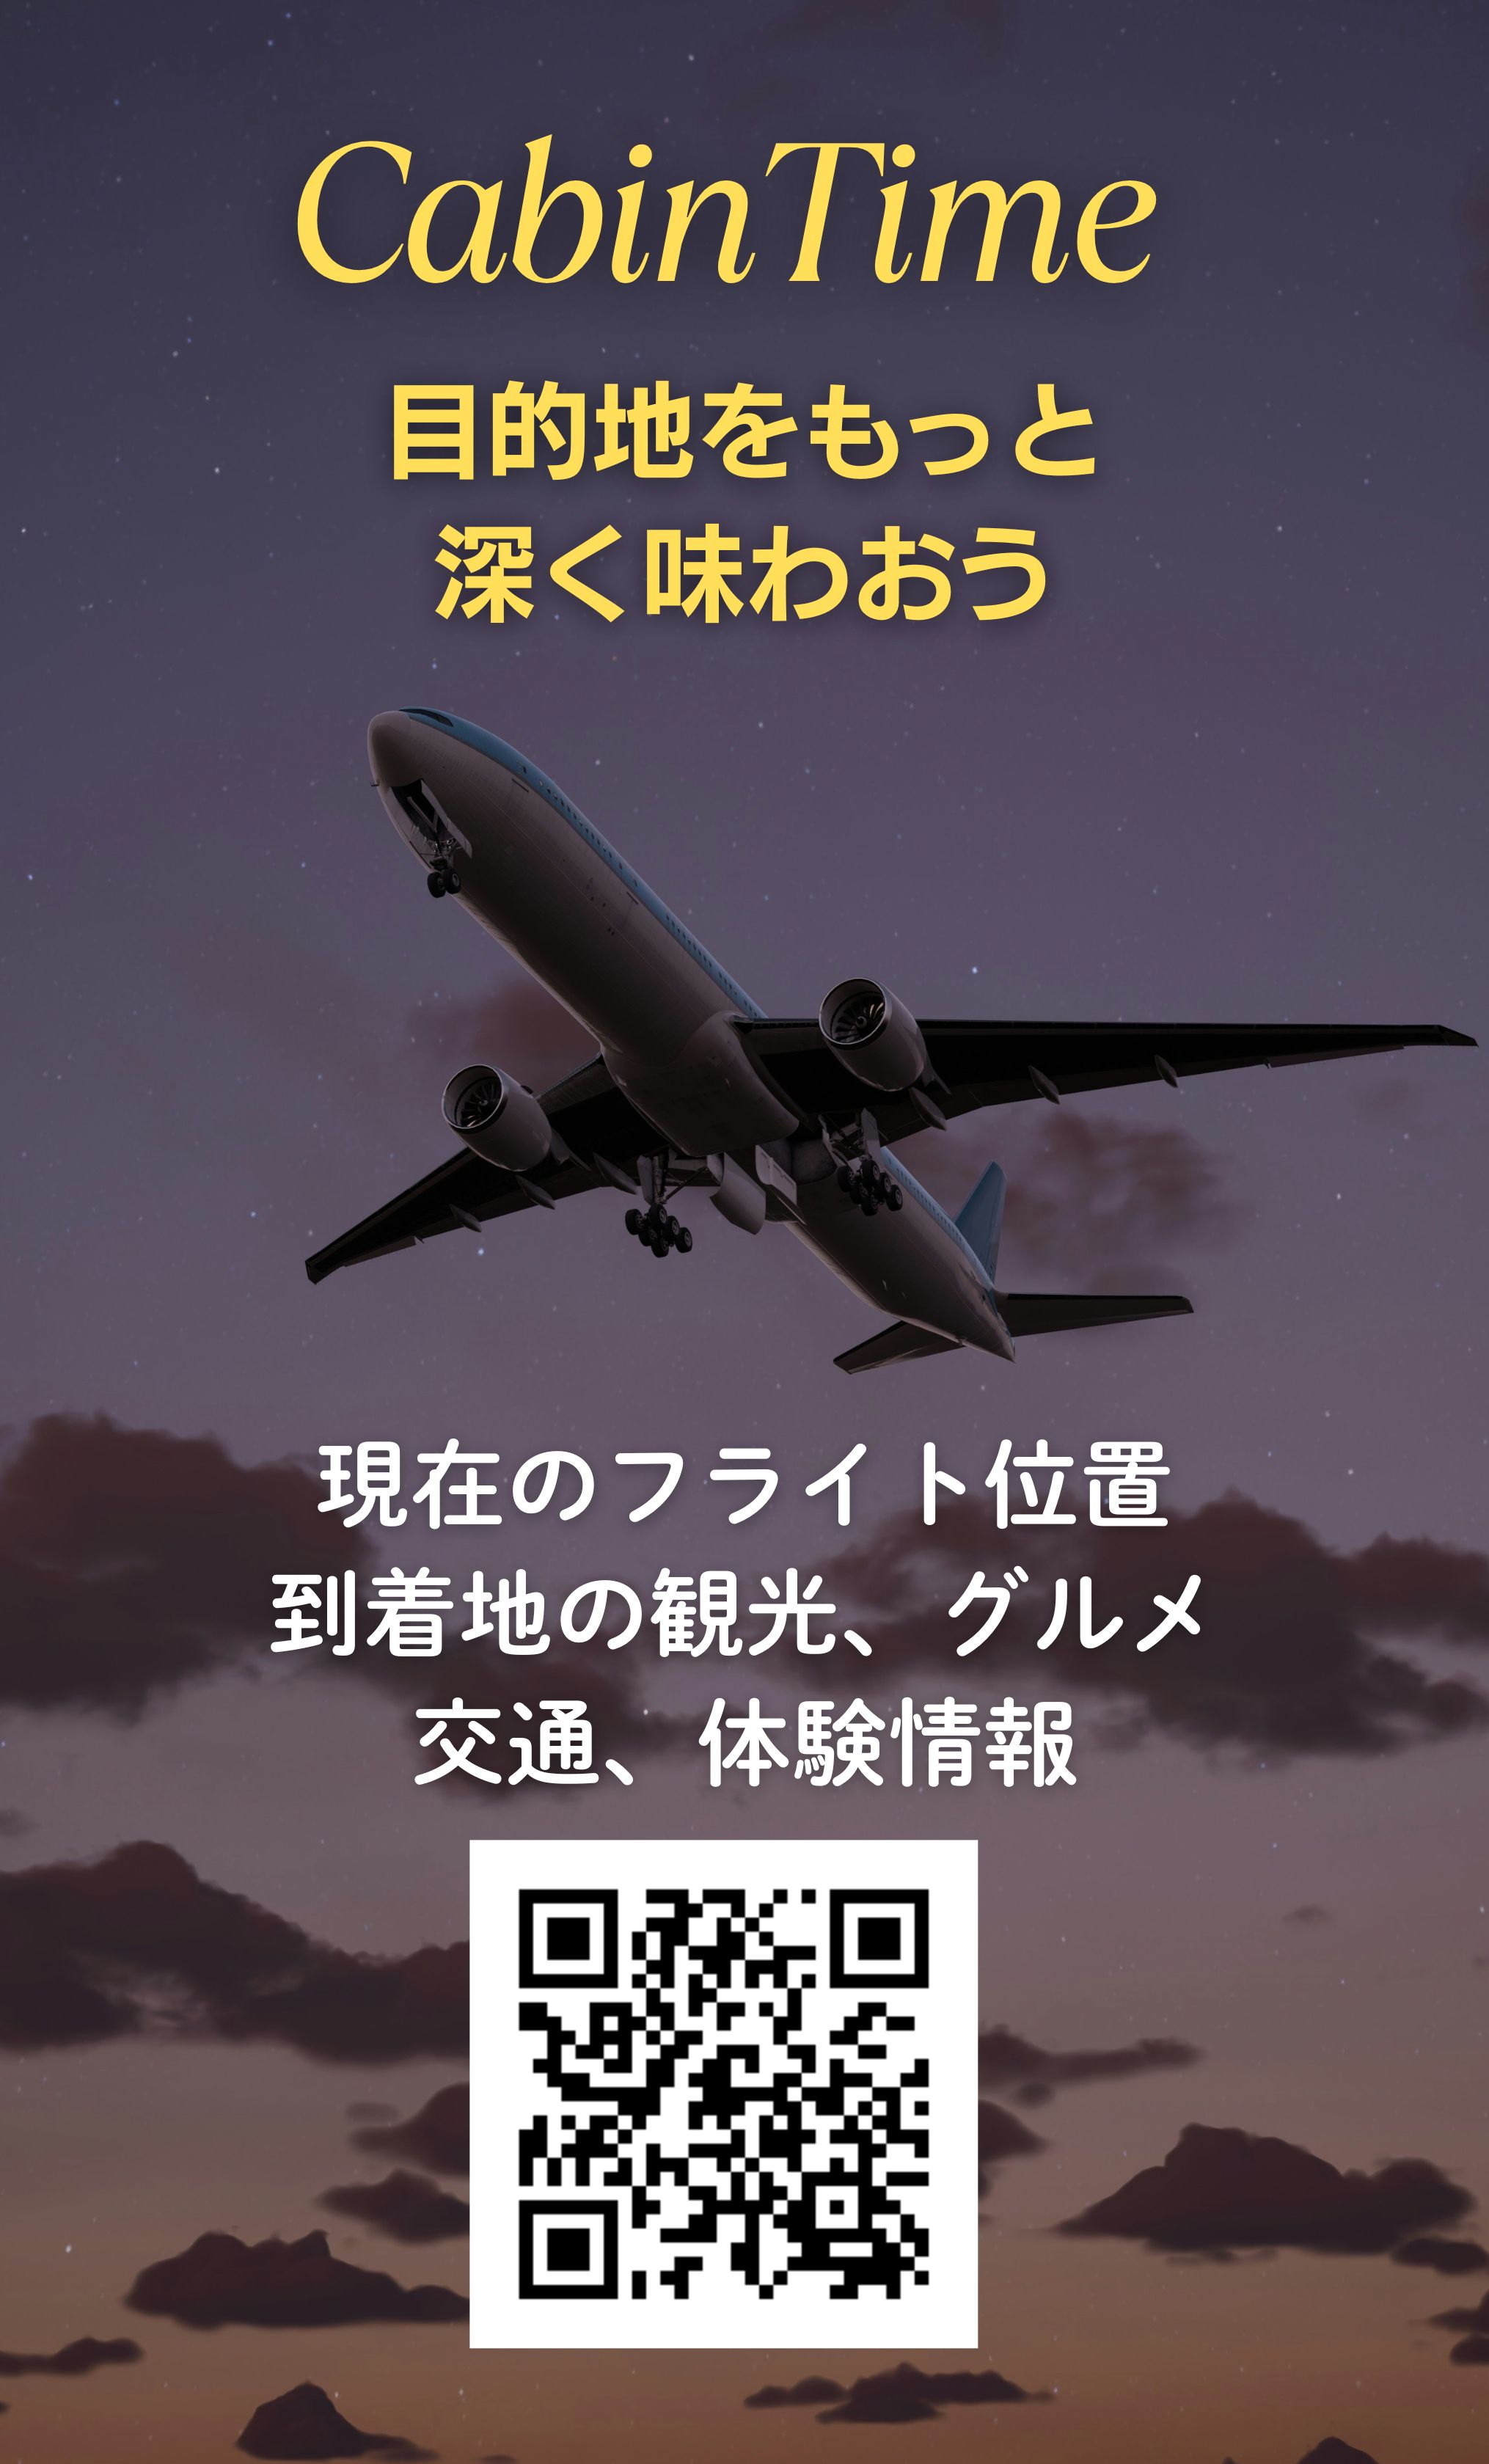 CabinTime
目的地をもっと
深く味わおう
現在のフライト位置
到着地の観光、グルメ
交通、体験情報